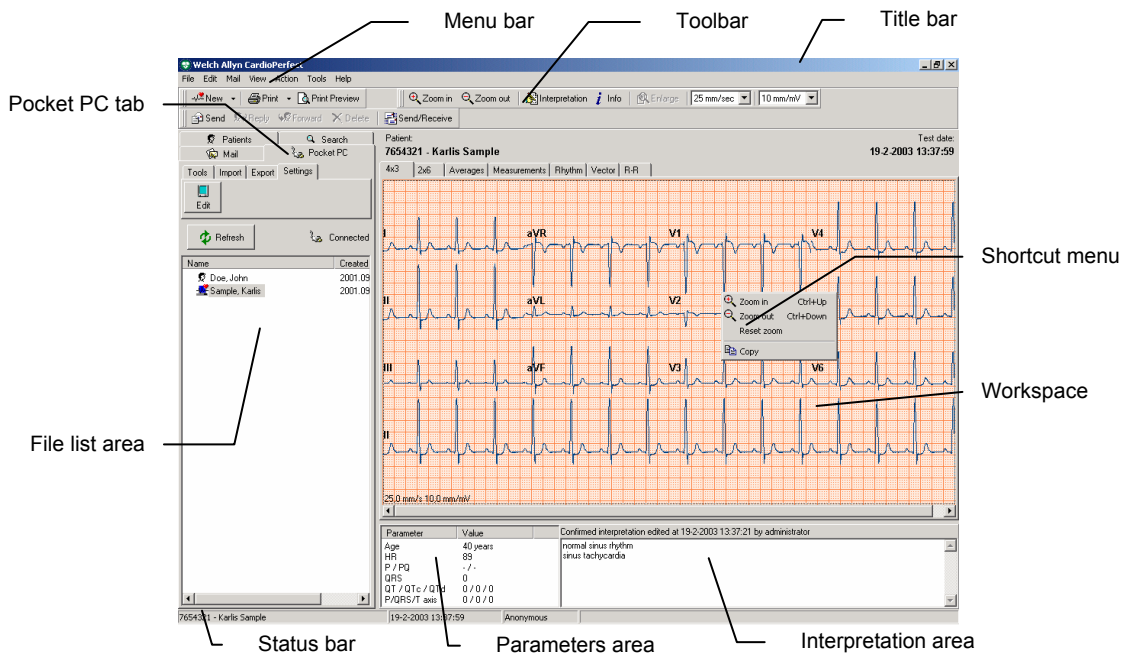 Menu bar
Toolbar
Title bar
Welch Allyn CardioPerfect
File Edit Mail View Action Tools Help
New Print Print Preview Zoom in Zoom out Interpretation i Info Enlarge 25 mm/sec 10 mm/mV
Send Reply Forward Delete Send/Receive
Pocket PC tab
Patients Search
Mail Pocket PC
Tools Import Export Settings
Edit
Refresh Connected
Name Created
Doe, John 2001.09
Sample, Karlis 2001.09
Patient: Test date:
7654321 - Karlis Sample 19-2-2003 13:37:59
4x3 2x6 Averages Measurements Rhythm Vector R-R
I aVR V1 V4
II aVL V2
III aVF V3 V6
II
25,0 mm/s 10,0 mm/mV
Zoom in Ctrl+Up
Zoom out Ctrl+Down
Reset zoom
Copy
Shortcut menu
Workspace
File list area
Parameter Value
Age 40 years
HR 89
P / PQ - / -
QRS 0
QT / QTc / QTd 0 / 0 / 0
P/QRS/T axis 0 / 0 / 0
Confirmed interpretation edited at 19-2-2003 13:37:21 by administrator
normal sinus rhythm
sinus tachycardia
7654321 - Karlis Sample 19-2-2003 13:37:59 Anonymous
Status bar
Parameters area
Interpretation area